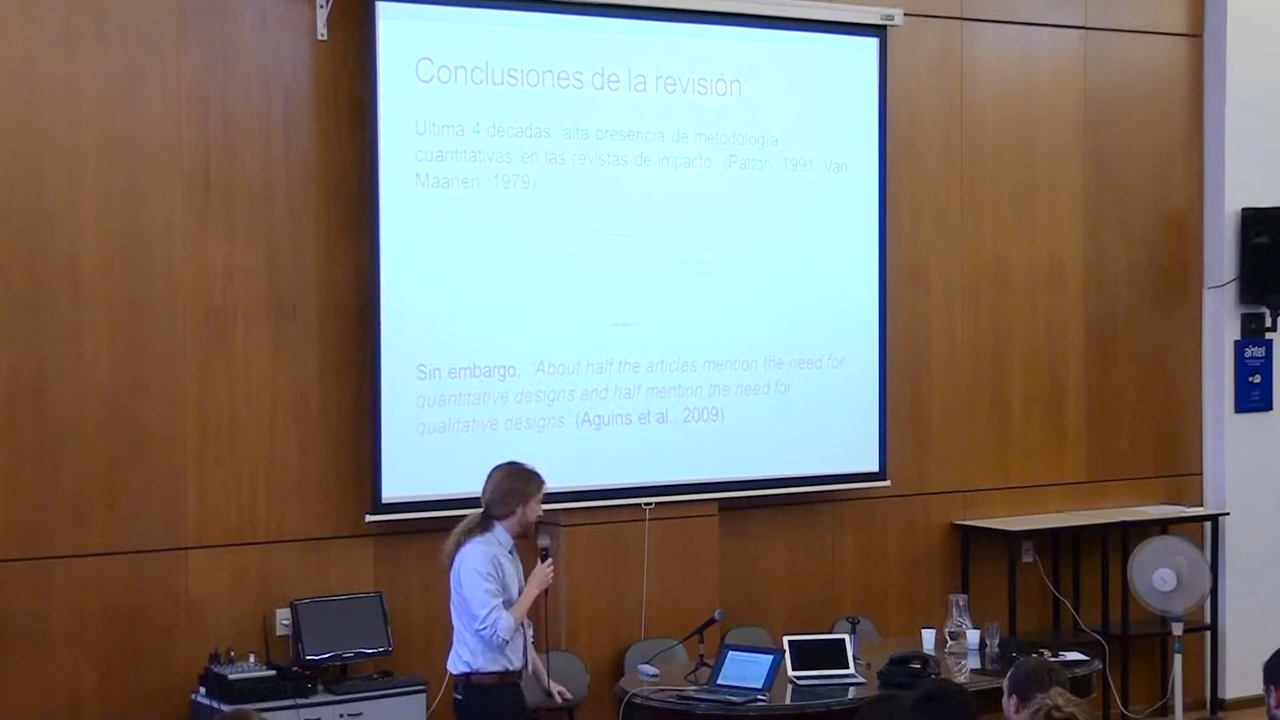 Conclusiones de la revisión:
Ultima 4 decadas: alta presencia de metodología
cuantitativas en las revistas de impacto. (Patton, 1991, Van
Maanen, 1979)
Sin embargo, "About half the articles mention the need for
quantitative designs and half mention the need for
qualitative designs" (Aguins et al., 2009)
antel